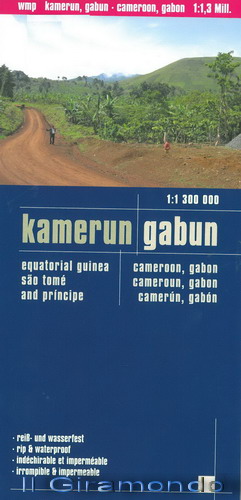 wmp kamerun, gabun · cameroon, gabon 1:1,3 Mill.
1:1 300 000
kamerun gabun
equatorial guinea
são tomé
and príncipe
cameroon, gabon
cameroun, gabon
camerún, gabón
· reiß- und wasserfest
· rip & waterproof
· indéchirable et imperméable
· irrompible & impermeable
Il Giramondo